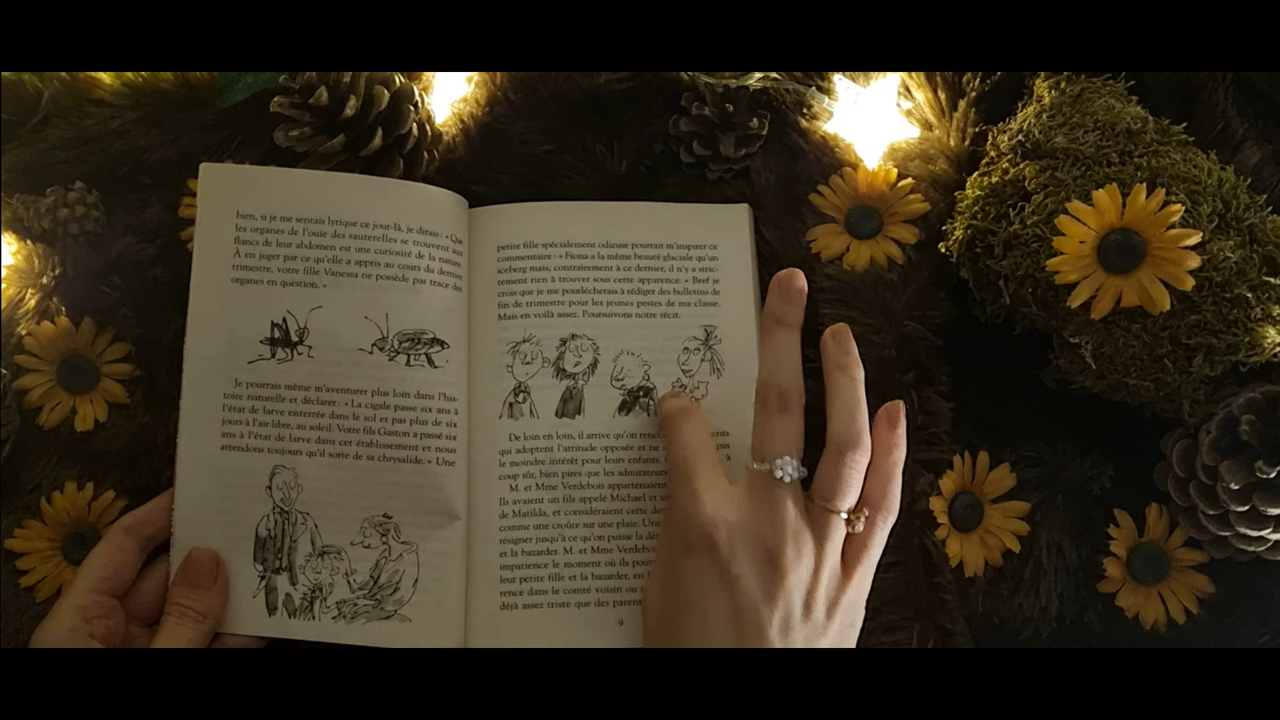 bien, si je me sentais lyrique ce jour-là, je dirais : « Que
les organes de l'ouïe des sauterelles se trouvent aux
flancs de leur abdomen est une curiosité de la nature.
À en juger par ce qu'elle a appris au cours du dernier
trimestre, votre fille Vanessa ne possède pas trace des
organes en question. »
Je pourrais même m'aventurer plus loin dans l'his-
toire naturelle et déclarer : « La cigale passe six ans à
l'état de larve enterrée dans le sol et pas plus de six
jours à l'air libre, au soleil. Votre fils Gaston a passé six
ans à l'état de larve dans cet établissement et nous
attendons toujours qu'il sorte de sa chrysalide. » Une
petite fille spécialement odieuse pourrait m'inspirer ce
commentaire : « Fiona a la même beauté glaciale qu'un
iceberg mais, contrairement à ce dernier, il n'y a stric-
tement rien à trouver sous cette apparence. » Bref je
crois que je me pourlécherais à rédiger des bulletins de
fin de trimestre pour les jeunes pestes de ma classe.
Mais en voilà assez. Poursuivons notre récit.
De loin en loin, il arrive qu'on
qui adoptent l'attitude opposée et ne pas
le moindre intérêt pour leurs enfants, à
coup sûr, bien pires que les admirateurs
M. et Mme Verdebois appartenaient
Ils avaient un fils appelé Michael et
de Matilda, et considéraient cette
comme une croûte sur une plaie. Une
résigner jusqu'à ce qu'on puisse la
et la bazarder. M. et Mme Verdebois
impatience le moment où ils
leur petite fille et la bazarder, en
rence dans le comté voisin ou
déjà assez triste que des
9